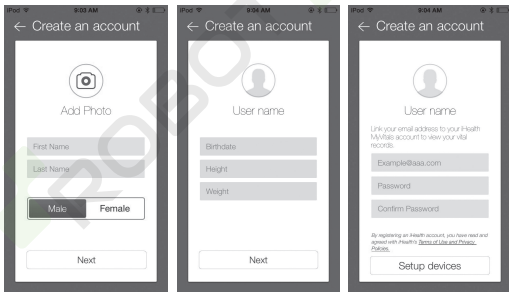 iPod 9:03 AM
← Create an account
Add Photo
First Name
Last Name
Male Female
Next
iPod 9:04 AM
← Create an account
User name
Birthdate
Height
Weight
Next
iPod 9:04 AM
← Create an account
User name
Link your email address to your iHealth
MyVitals account to view your vital
records.
Example@aaa.com
Password
Confirm Password
By registering an iHealth account, you have need and
agreed with iHealth's Terms of Use and Privacy
Policies.
Setup devices
ROBOT